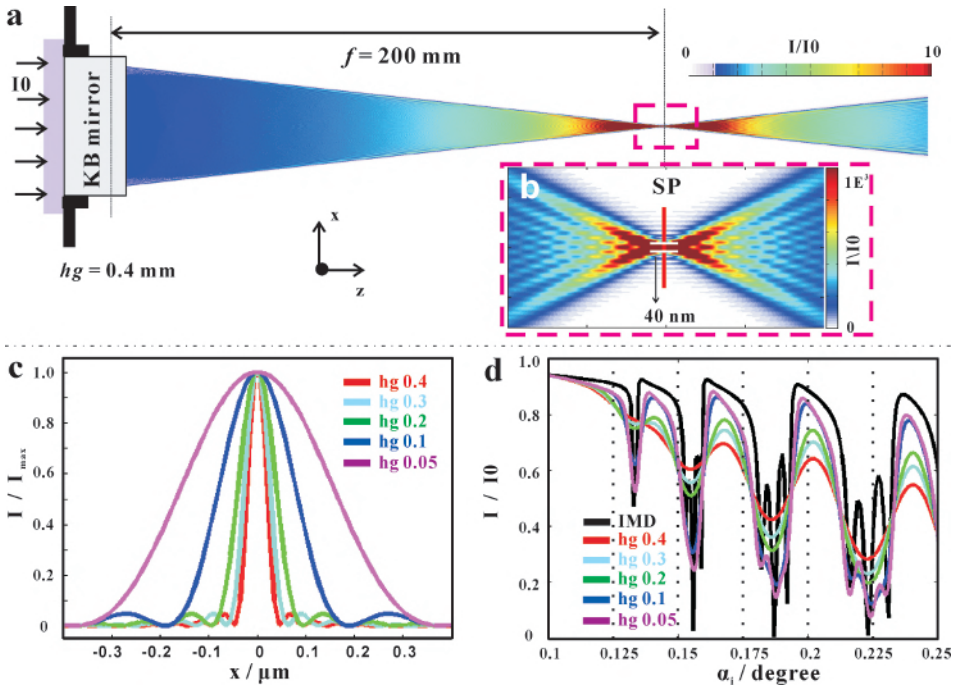 a
I0
KB mirror
f = 200 mm
0 I/I0 10
hg = 0.4 mm
x
z
b
SP
40 nm
1E³
I\I0
0
c
I / Imax
1.0
0.8
0.6
0.4
0.2
0
hg 0.4
hg 0.3
hg 0.2
hg 0.1
hg 0.05
-0.3 -0.2 -0.1 0 0.1 0.2 0.3
x / μm
d
I / I0
1.0
0.8
0.6
0.4
0.2
0
IMD
hg 0.4
hg 0.3
hg 0.2
hg 0.1
hg 0.05
0.1 0.125 0.15 0.175 0.2 0.225 0.25
αi / degree